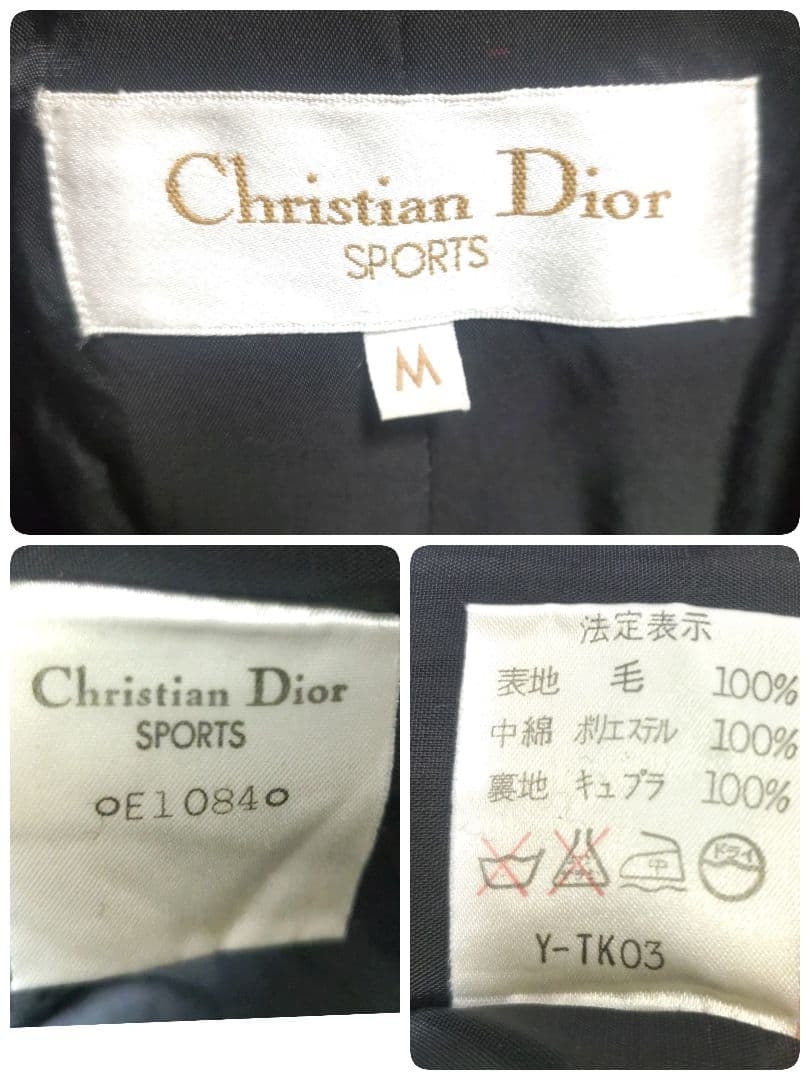 Christian Dior
SPORTS
M
Christian Dior
SPORTS
OE1084O
法定表示
表地 毛 100%
中綿 ポリエステル 100%
裏地 キュプラ 100%
中 ドライ
Y-TK03